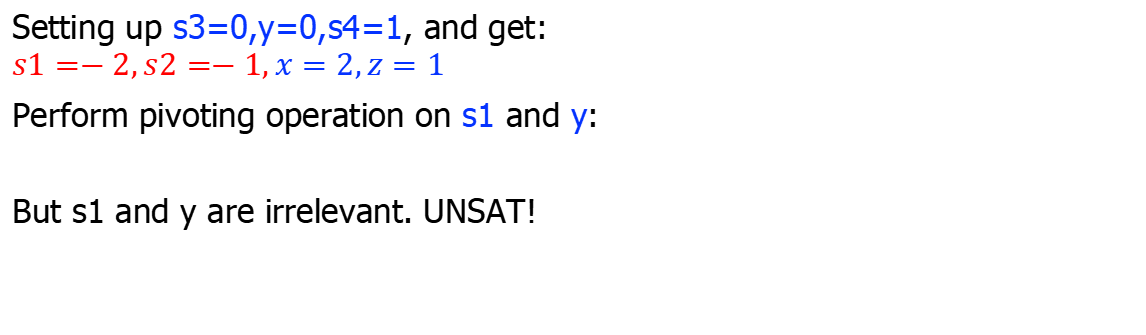 Setting up s3=0,y=0,s4=1, and get:
s1 =− 2, s2 =− 1, x = 2, z = 1
Perform pivoting operation on s1 and y:
But s1 and y are irrelevant. UNSAT!